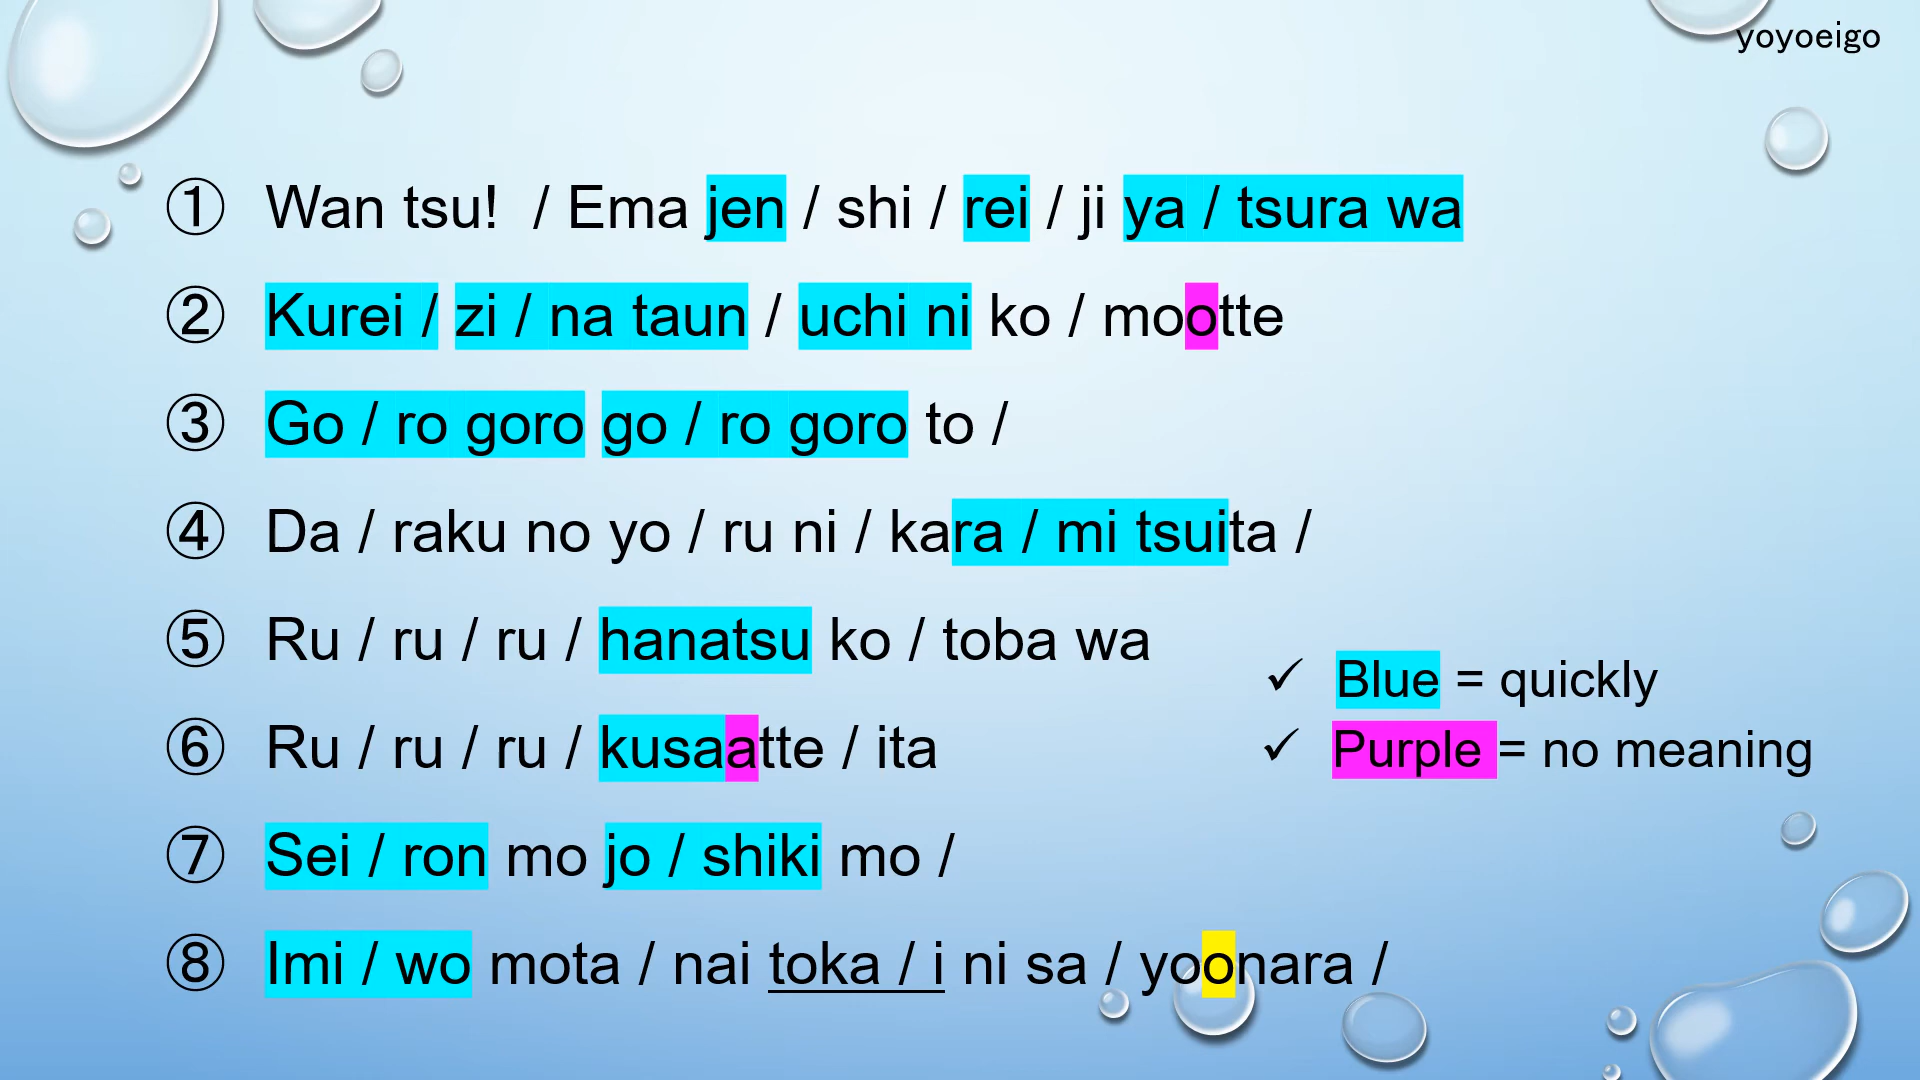 yoyoeigo
① Wan tsu! / Ema jen / shi / rei / ji ya / tsura wa
② Kurei / zi / na taun / uchi ni ko / mootte
③ Go / ro goro go / ro goro to /
④ Da / raku no yo / ru ni / kara / mi tsuita /
⑤ Ru / ru / ru / hanatsu ko / toba wa
⑥ Ru / ru / ru / kusaatte / ita
⑦ Sei / ron mo jo / shiki mo /
⑧ Imi / wo mota / nai toka / i ni sa / yoonara /
✓ Blue = quickly
✓ Purple = no meaning